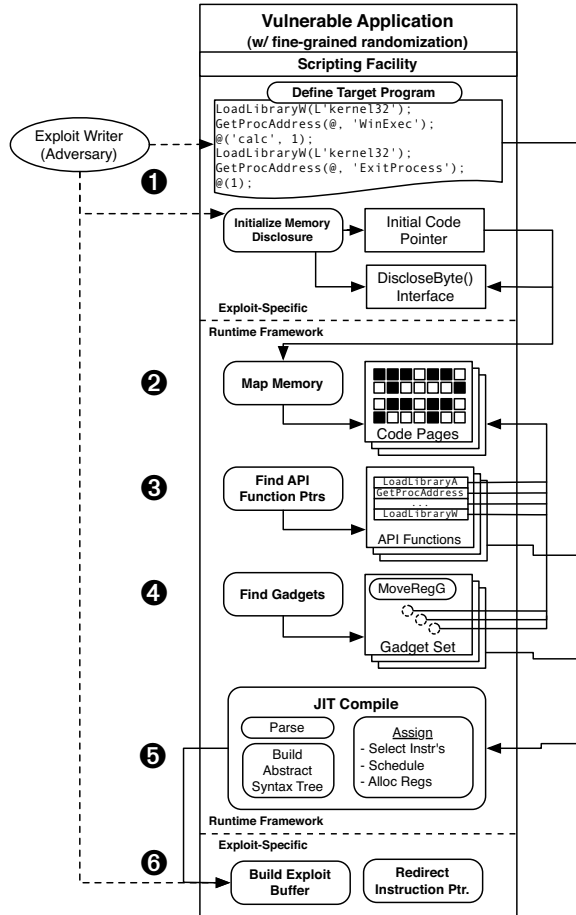 Vulnerable Application
(w/ fine-grained randomization)
Scripting Facility
Define Target Program
LoadLibraryW(L'kernel32');
GetProcAddress(@, 'WinExec');
@('calc', 1);
LoadLibraryW(L'kernel32');
GetProcAddress(@, 'ExitProcess');
@(1);
Exploit Writer
(Adversary)
❶
Initialize Memory
Disclosure
Initial Code
Pointer
DiscloseByte()
Interface
Exploit-Specific
Runtime Framework
❷
Map Memory
Code Pages
❸
Find API
Function Ptrs
LoadLibraryA
GetProcAddress
...
LoadLibraryW
API Functions
❹
Find Gadgets
MoveRegG
Gadget Set
JIT Compile
❺
Parse
Build
Abstract
Syntax Tree
Assign
- Select Instr's
- Schedule
- Alloc Regs
Runtime Framework
Exploit-Specific
❻
Build Exploit
Buffer
Redirect
Instruction Ptr.